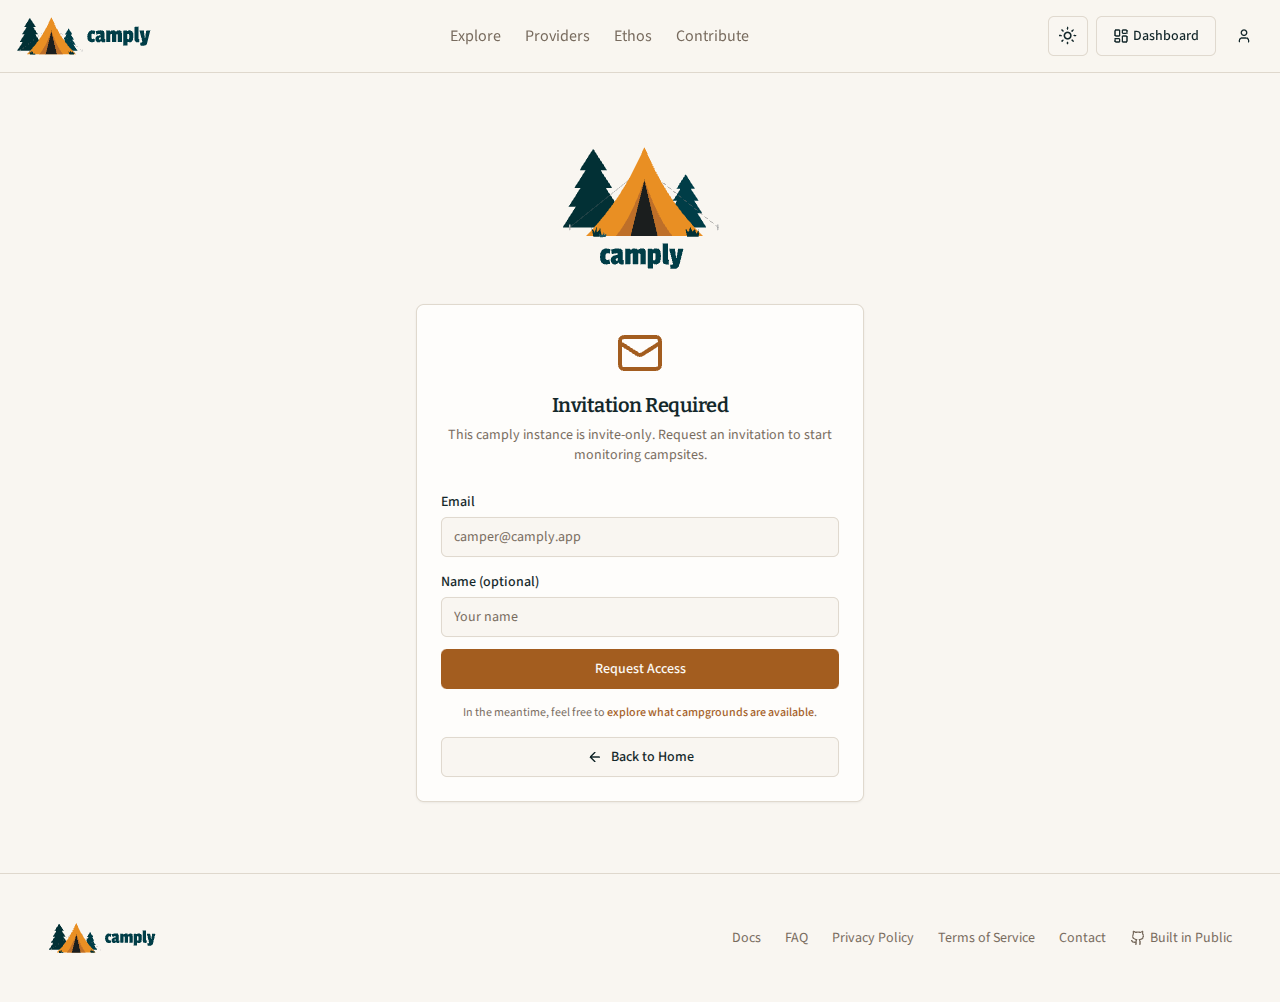 camply
Explore
Providers
Ethos
Contribute
Dashboard
camply
Invitation Required
This camply instance is invite-only. Request an invitation to start
monitoring campsites.
Email
camper@camply.app
Name (optional)
Your name
Request Access
In the meantime, feel free to explore what campgrounds are available.
Back to Home
camply
Docs
FAQ
Privacy Policy
Terms of Service
Contact
Built in Public